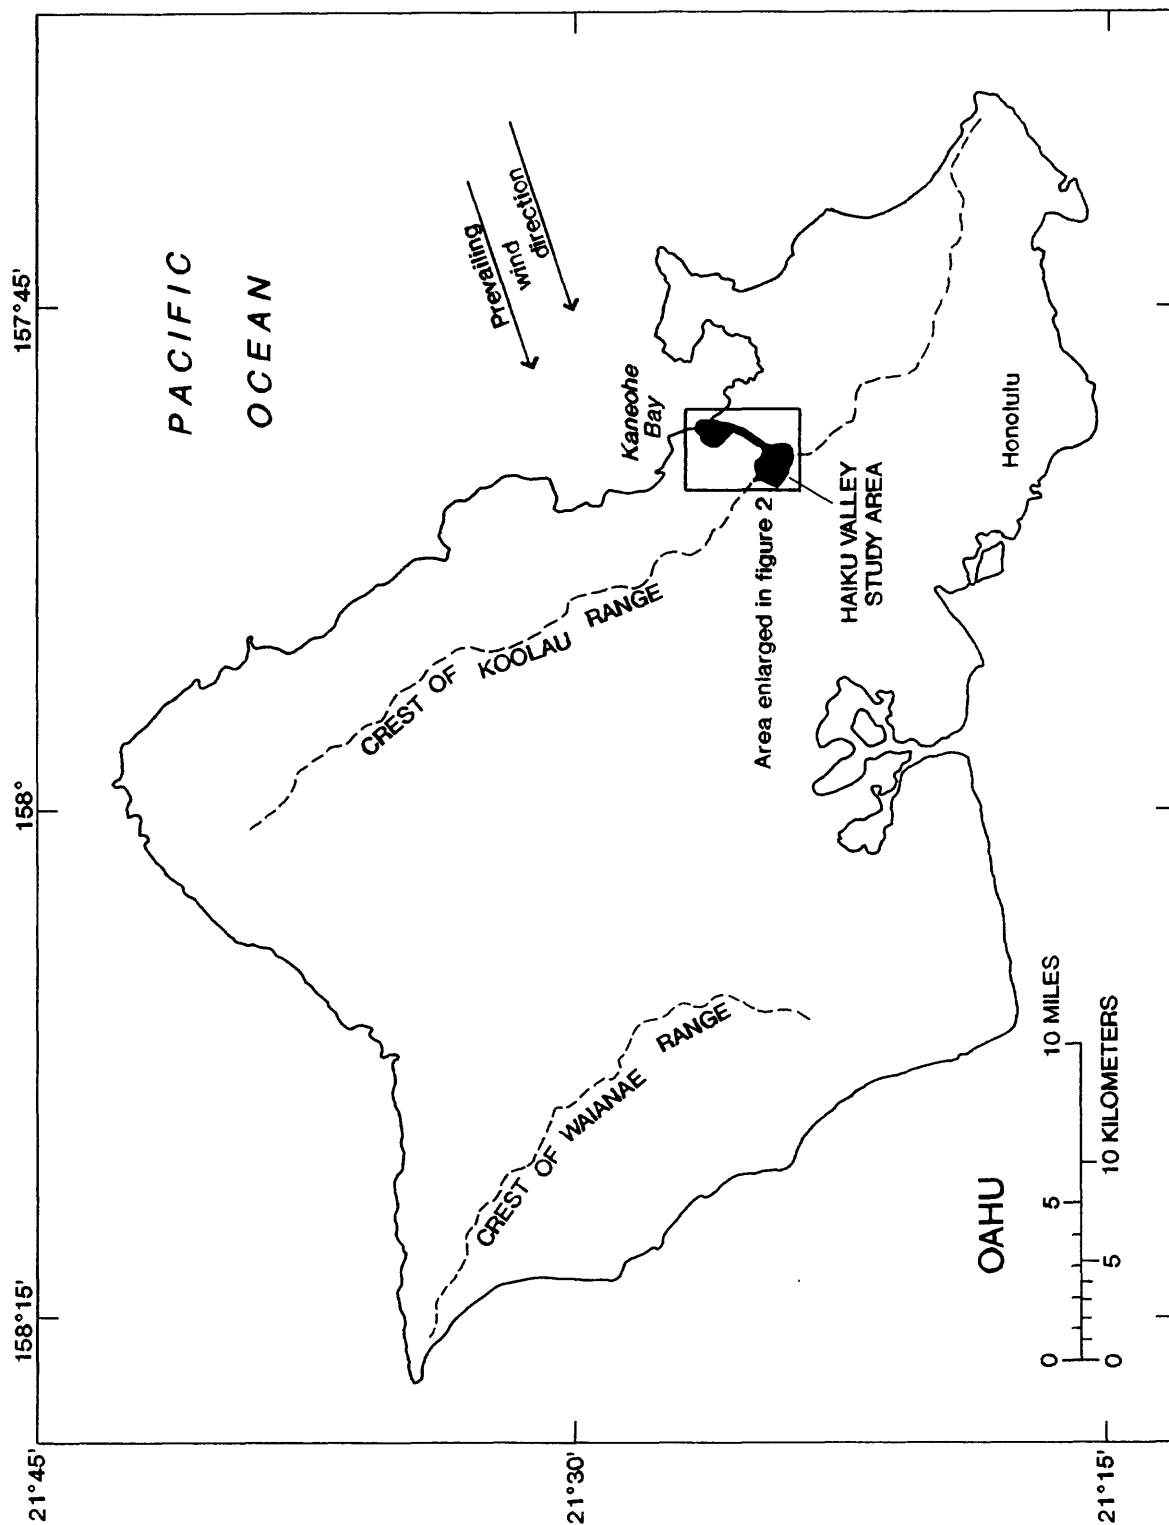 158°15'
158°
157°45'
21°45'
PACIFIC
OCEAN
Prevailing
wind
direction
21°30'
CREST OF KOOLAU RANGE
Kaneohe
Bay
CREST OF WAIANAE RANGE
Area enlarged in figure 2
HAIKU VALLEY
STUDY AREA
OAHU
Honolulu
0 5 10 MILES
0 5 10 KILOMETERS
21°15'